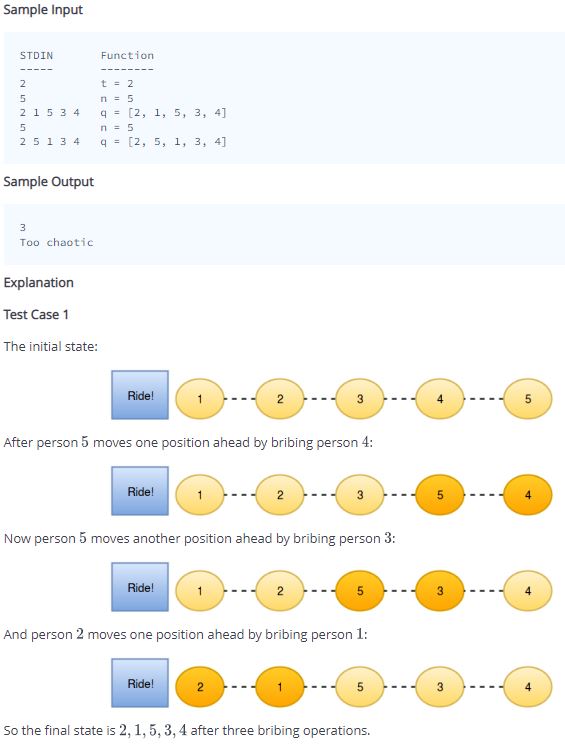 Sample Input
STDIN Function
----- --------
2 t = 2
5 n = 5
2 1 5 3 4 q = [2, 1, 5, 3, 4]
5 n = 5
2 5 1 3 4 q = [2, 5, 1, 3, 4]
Sample Output
3
Too chaotic
Explanation
Test Case 1
The initial state:
Ride! 1 2 3 4 5
After person 5 moves one position ahead by bribing person 4:
Ride! 1 2 3 5 4
Now person 5 moves another position ahead by bribing person 3:
Ride! 1 2 5 3 4
And person 2 moves one position ahead by bribing person 1:
Ride! 2 1 5 3 4
So the final state is 2, 1, 5, 3, 4 after three bribing operations.